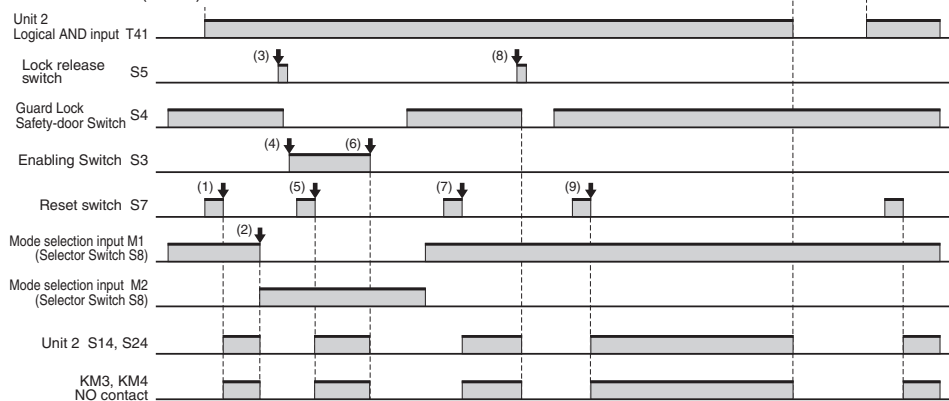 Unit 2
Logical AND input T41
(3)
(8)
Lock release
switch S5
Guard Lock
Safety-door Switch S4
(4)
(6)
Enabling Switch S3
(1)
(5)
(7)
(9)
Reset switch S7
(2)
Mode selection input M1
(Selector Switch S8)
Mode selection input M2
(Selector Switch S8)
Unit 2 S14, S24
KM3, KM4
NO contact